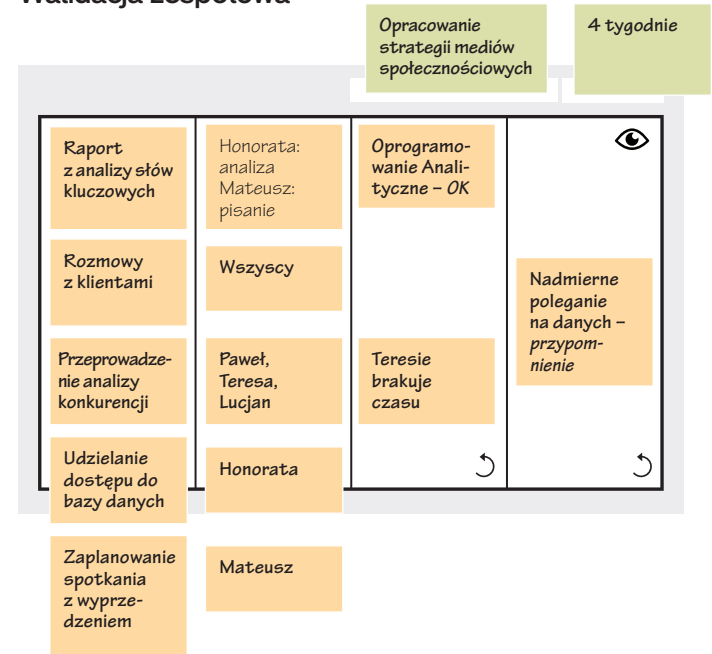 Walidacja zespołowa
Opracowanie
strategii mediów
społecznościowych
4 tygodnie
Raport
z analizy słów
kluczowych
Honorata:
analiza
Mateusz:
pisanie
Oprogramo-
wanie Anali-
tyczne – OK
Rozmowy
z klientami
Wszyscy
Nadmierne
poleganie
na danych –
przypom-
nienie
Przeprowadze-
nie analizy
konkurencji
Paweł,
Teresa,
Lucjan
Teresie
brakuje
czasu
Udzielanie
dostępu do
bazy danych
Honorata
Zaplanowanie
spotkania
z wyprze-
dzeniem
Mateusz